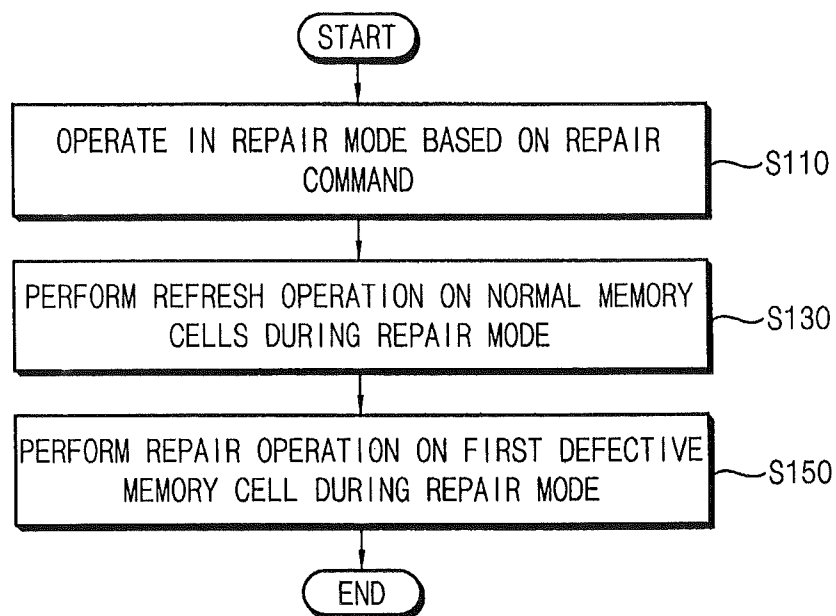 START
OPERATE IN REPAIR MODE BASED ON REPAIR
COMMAND
S110
PERFORM REFRESH OPERATION ON NORMAL MEMORY
CELLS DURING REPAIR MODE
S130
PERFORM REPAIR OPERATION ON FIRST DEFECTIVE
MEMORY CELL DURING REPAIR MODE
S150
END